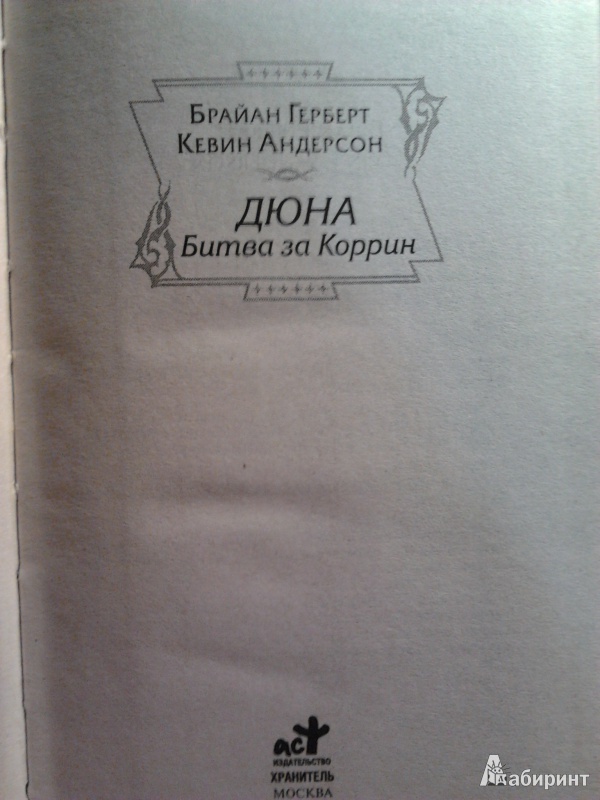 БРАЙАН ГЕРБЕРТ
КЕВИН АНДЕРСОН
ДЮНА
Битва за Коррин
аст
ИЗДАТЕЛЬСТВО
ХРАНИТЕЛЬ
МОСКВА
Лабиринт